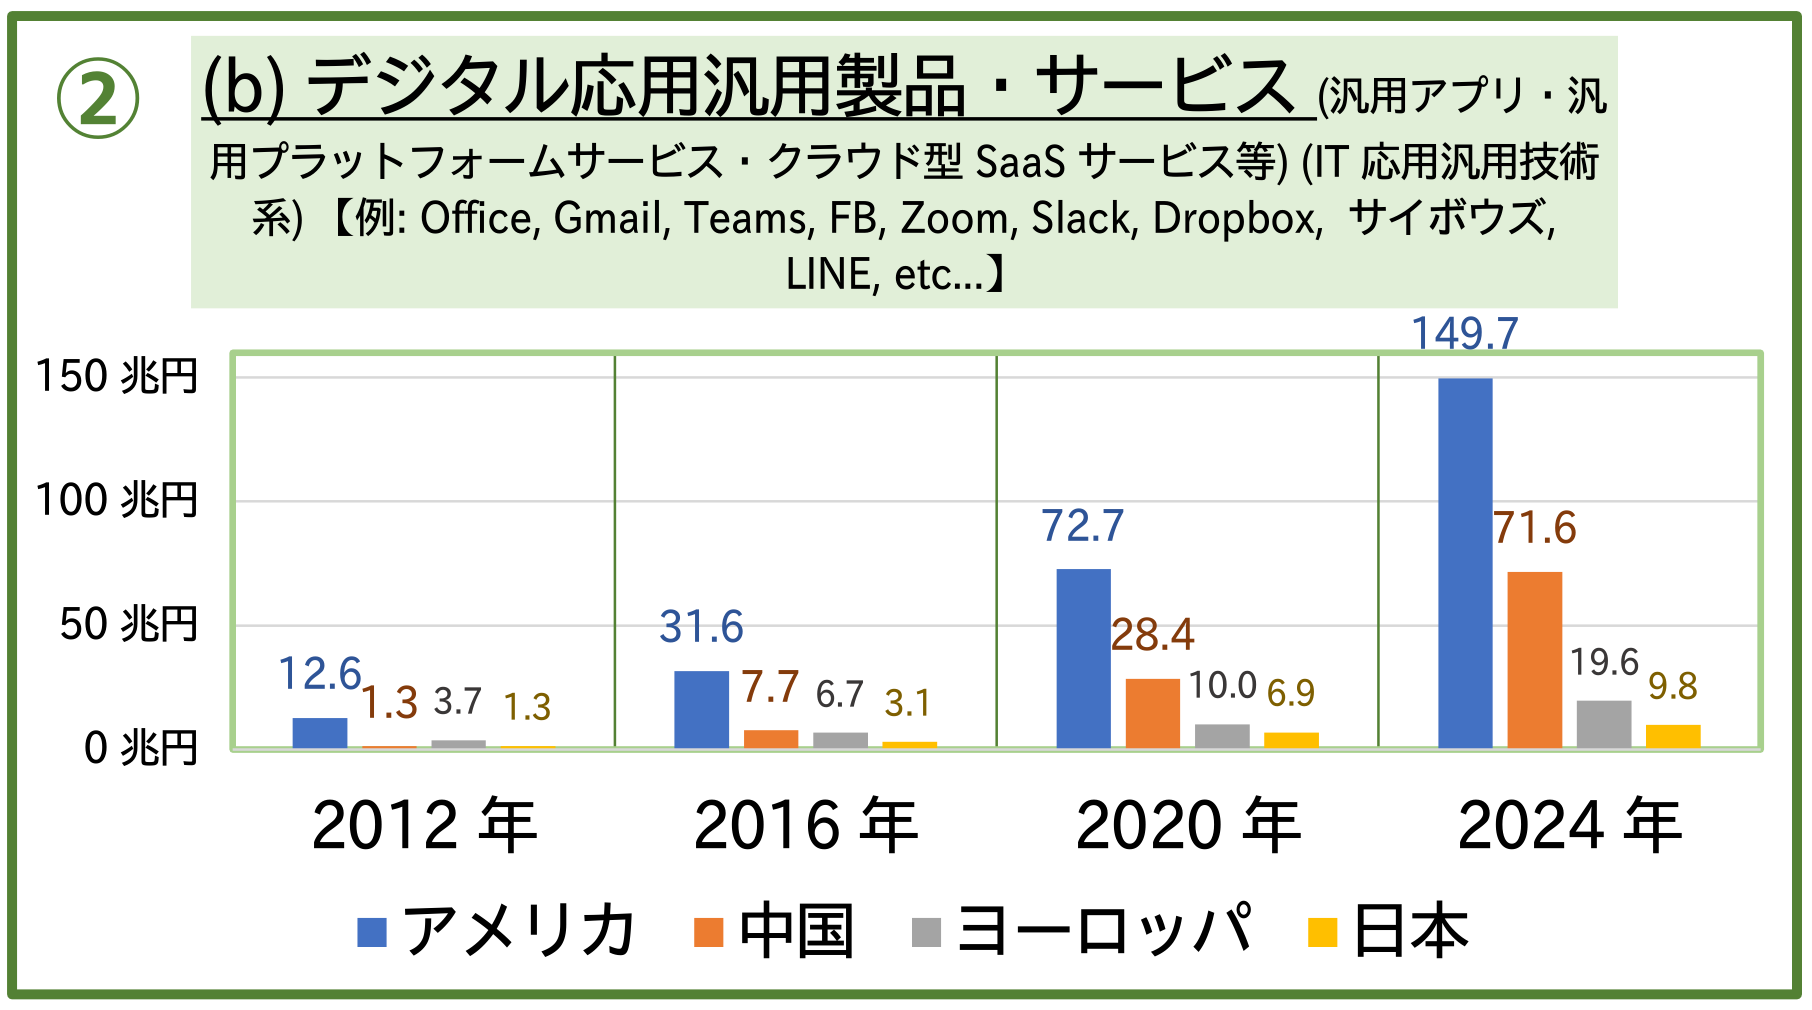 ②
(b) デジタル応用汎用製品・サービス (汎用アプリ・汎
用プラットフォームサービス・クラウド型 SaaS サービス等) (IT 応用汎用技術
系) 【例: Office, Gmail, Teams, FB, Zoom, Slack, Dropbox, サイボウズ,
LINE, etc...】
150 兆円
100 兆円
50 兆円
0 兆円
12.6
1.3
3.7
1.3
31.6
7.7
6.7
3.1
72.7
28.4
10.0
6.9
149.7
71.6
19.6
9.8
2012 年
2016 年
2020 年
2024 年
アメリカ
中国
ヨーロッパ
日本